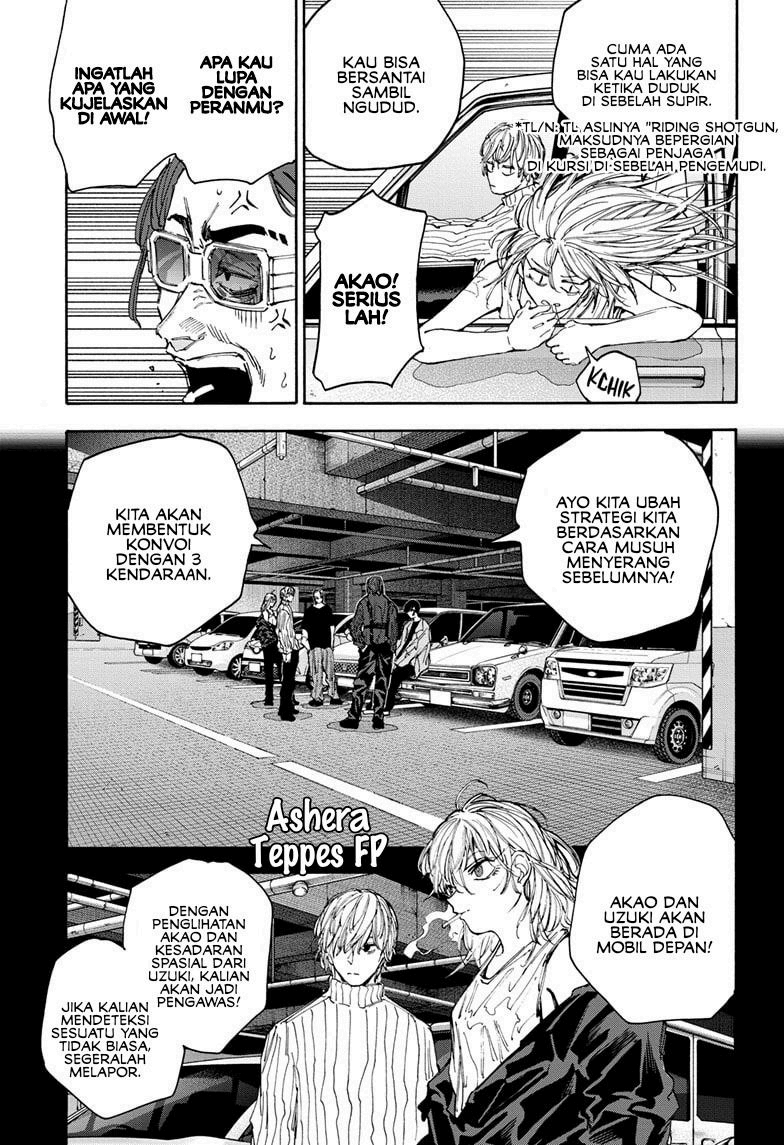 CUMA ADA
SATU HAL YANG
BISA KAU LAKUKAN
KETIKA DUDUK
DI SEBELAH SUPIR.
*TL/N: TL ASLINYA "RIDING SHOTGUN,
MAKSUDNYA BEPERGIAN
SEBAGAI PENJAGA
DI KURSI DI SEBELAH PENGEMUDI.
KAU BISA
BERSANTAI
SAMBIL
NGUDUD.
AKAO!
SERIUS
LAH!
KCHIK
APA KAU
LUPA
DENGAN
PERANMU?
INGATLAH
APA YANG
KUJELASKAN
DI AWAL!
AYO KITA UBAH
STRATEGI KITA
BERDASARKAN
CARA MUSUH
MENYERANG
SEBELUMNYA!
KITA AKAN
MEMBENTUK
KONVOI
DENGAN 3
KENDARAAN.
Ashera
Teppes FP
AKAO DAN
UZUKI AKAN
BERADA DI
MOBIL DEPAN!
DENGAN
PENGLIHATAN
AKAO DAN
KESADARAN
SPASIAL DARI
UZUKI, KALIAN
AKAN JADI
PENGAWAS!
JIKA KALIAN
MENDETEKSI
SESUATU YANG
TIDAK BIASA,
SEGERALAH
MELAPOR.